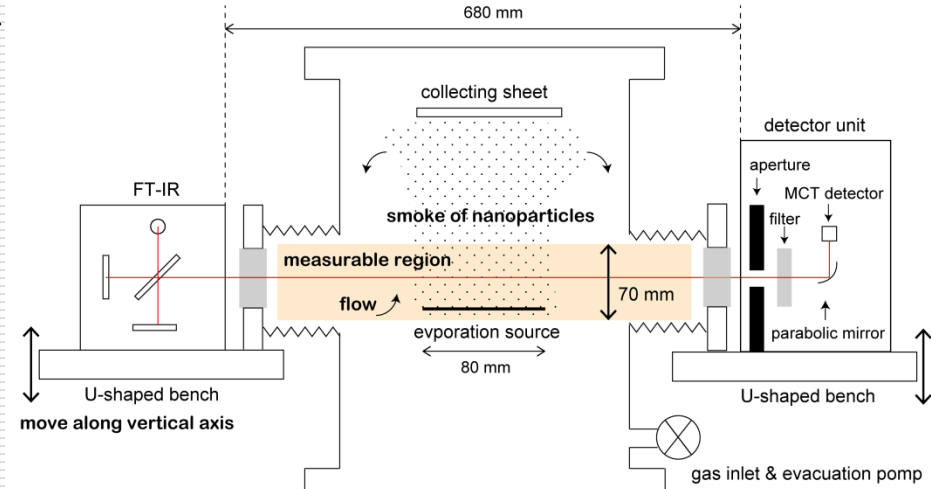 680 mm
collecting sheet
detector unit
aperture
MCT detector
FT-IR
filter
smoke of nanoparticles
measurable region
flow
70 mm
evporation source
parabolic mirror
80 mm
U-shaped bench
U-shaped bench
move along vertical axis
gas inlet & evacuation pomp